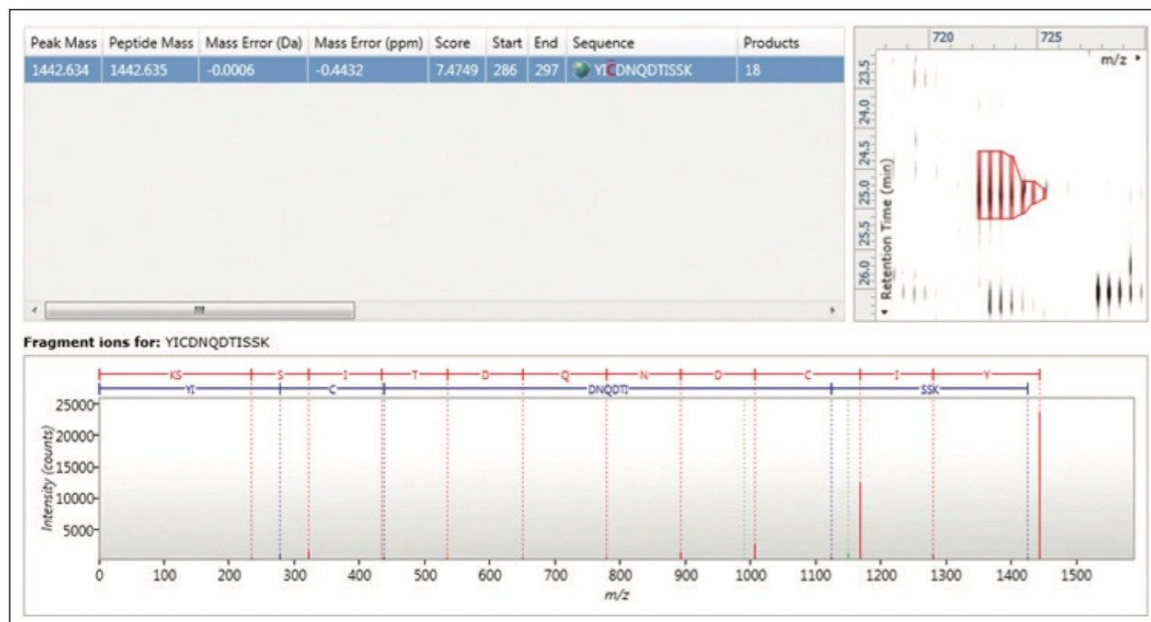 Peak Mass Peptide Mass Mass Error (Da) Mass Error (ppm) Score Start End Sequence Products
1442.634 1442.635 -0.0006 -0.4432 7.4749 286 297 YICDNQDTISSK 18
720 725
m/z
23.5
24.0
24.5
25.0
25.5
26.0
Retention Time (min)
Fragment ions for: YICDNQDTISSK
KS S I T D Q N D C I Y
YI C DNQDTI SSK
25000
20000
15000
10000
5000
Intensity (counts)
0 100 200 300 400 500 600 700 800 900 1000 1100 1200 1300 1400 1500
m/z